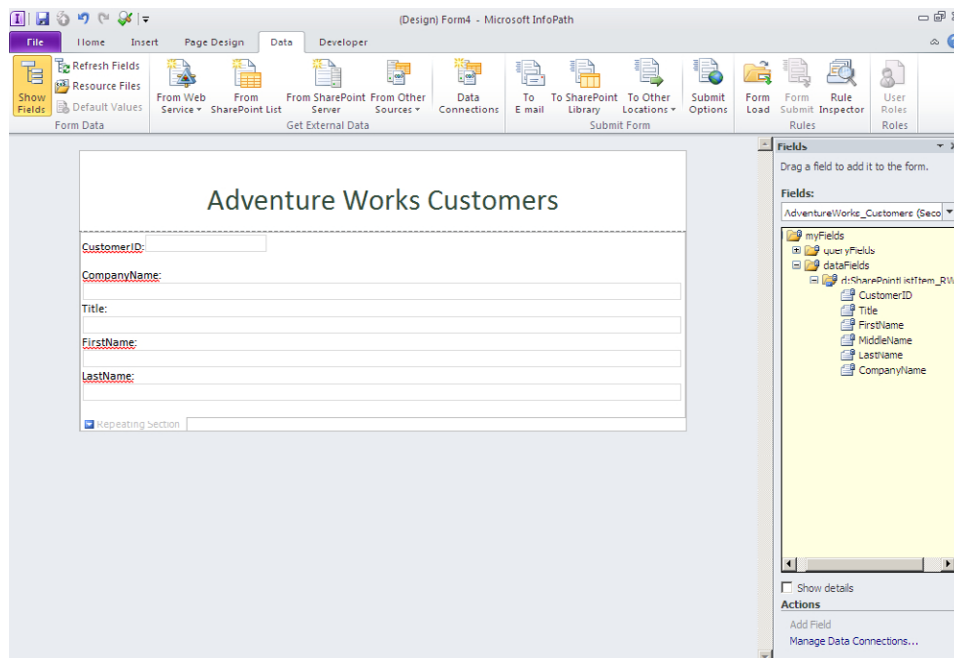 (Design) Form4 - Microsoft InfoPath
File Home Insert Page Design Data Developer
Show Fields
Refresh Fields
Resource Files
Default Values
Form Data
From Web Service
From SharePoint List
From SharePoint Server
From Other Sources
Data Connections
Get External Data
To E mail
To SharePoint Library
To Other Locations
Submit Options
Submit Form
Form Load
Form Submit
Rule Inspector
Rules
User Roles
Roles
Adventure Works Customers
CustomerID:
CompanyName:
Title:
FirstName:
LastName:
Repeating Section
Fields
Drag a field to add it to the form.
Fields:
AdventureWorks_Customers (Seco
myFields
queryFields
dataFields
d:SharePointListItem_RW
CustomerID
Title
FirstName
MiddleName
LastName
CompanyName
Show details
Actions
Add Field
Manage Data Connections...